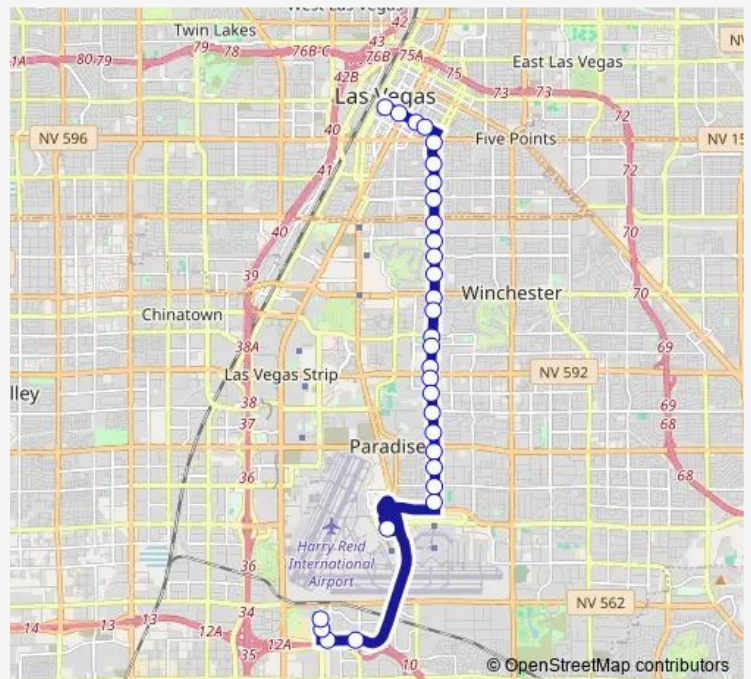 West Las Vegas
42
Twin Lakes
43
1A
80
79
79
78
76B-C
76B
75A
42B
75
East Las Vegas
73
73
72
Las Vegas
NV 596
40
Five Points
NV 15
41
72
40
70
39
Winchester
70
Chinatown
38A
69
Las Vegas Strip
NV 592
lley
38
69
37
68
Paradise
36
68
Harry Reid
International
Airport
36
34
NV 562
14
13
13
12A
12A
35
10
© OpenStreetMap contributors